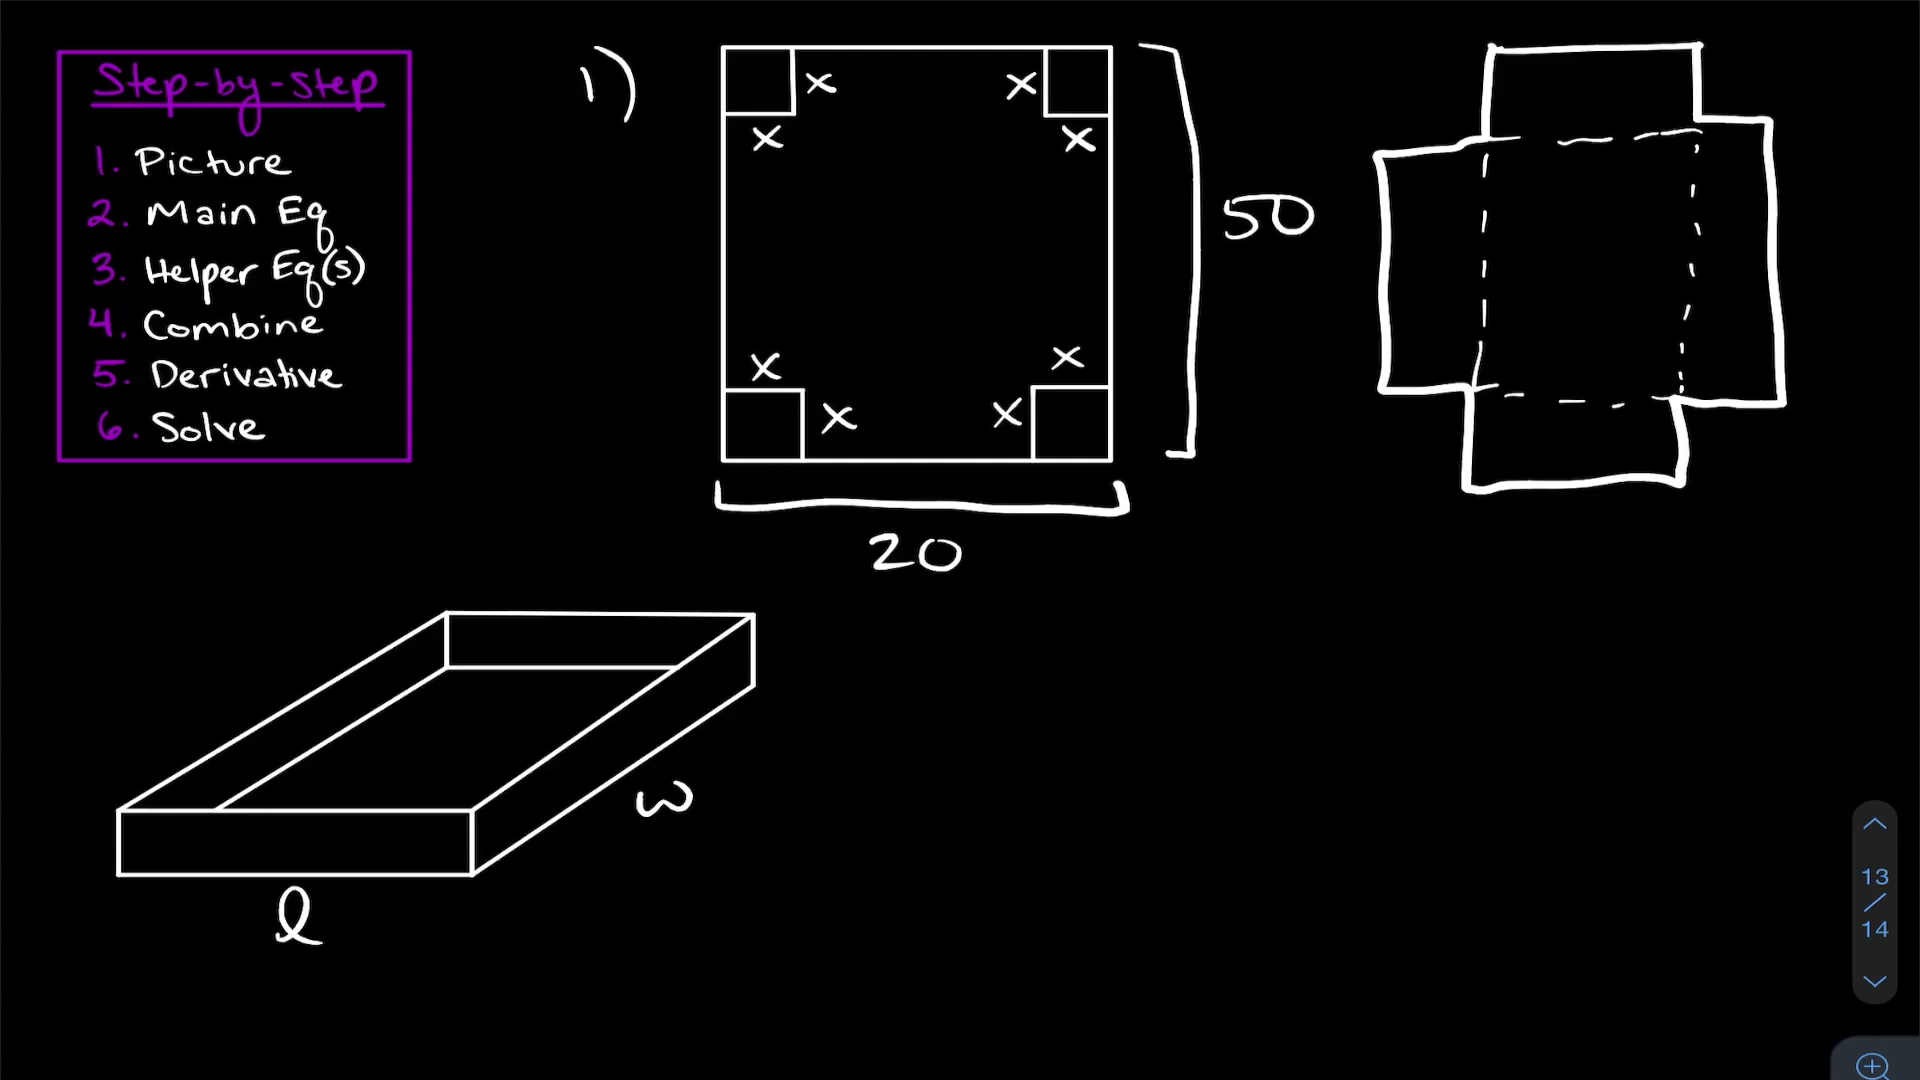 Step-by-step
1. Picture
2. Main Eq
3. Helper Eq(s)
4. Combine
5. Derivative
6. Solve
1)
x x
x x
50
x x
x x
20
w
l
13
/
14